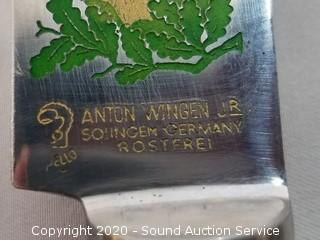 ANTON WINGEN JR
SOLINGEN GERMANY
ROSTFREI
Copyright 2020 - Sound Auction Service